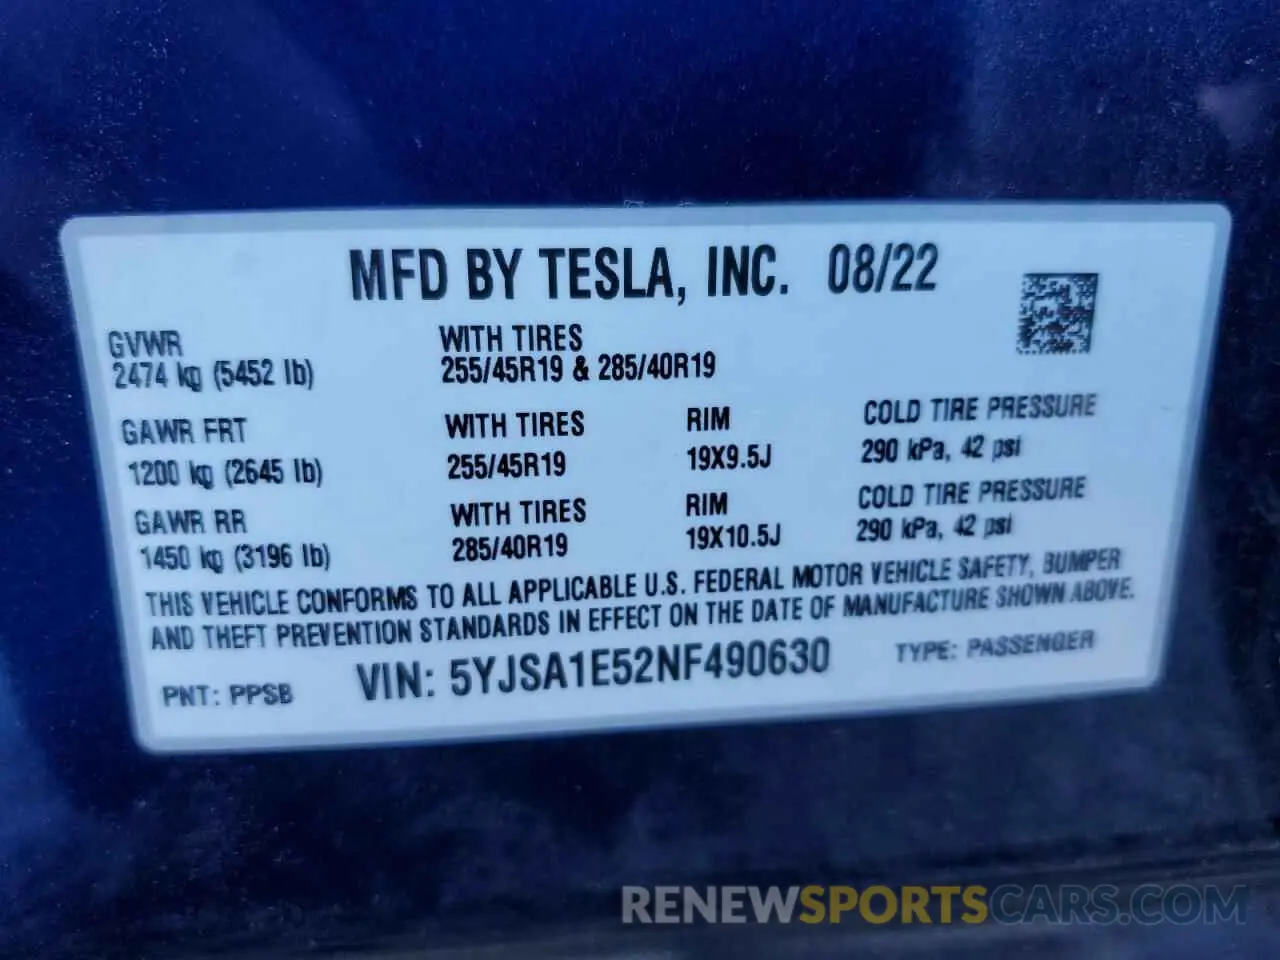 MFD BY TESLA, INC. 08/22
GVWR
2474 kg (5452 lb)
WITH TIRES
255/45R19 & 285/40R19
GAWR FRT
1200 kg (2645 lb)
WITH TIRES
255/45R19
RIM
19X9.5J
COLD TIRE PRESSURE
290 kPa, 42 psi
GAWR RR
1450 kg (3196 lb)
WITH TIRES
285/40R19
RIM
19X10.5J
COLD TIRE PRESSURE
290 kPa, 42 psi
THIS VEHICLE CONFORMS TO ALL APPLICABLE U.S. FEDERAL MOTOR VEHICLE SAFETY, BUMPER
AND THEFT PREVENTION STANDARDS IN EFFECT ON THE DATE OF MANUFACTURE SHOWN ABOVE.
PNT: PPSB VIN: 5YJSA1E52NF490630 TYPE: PASSENGER
RENEWSPORTSCARS.COM